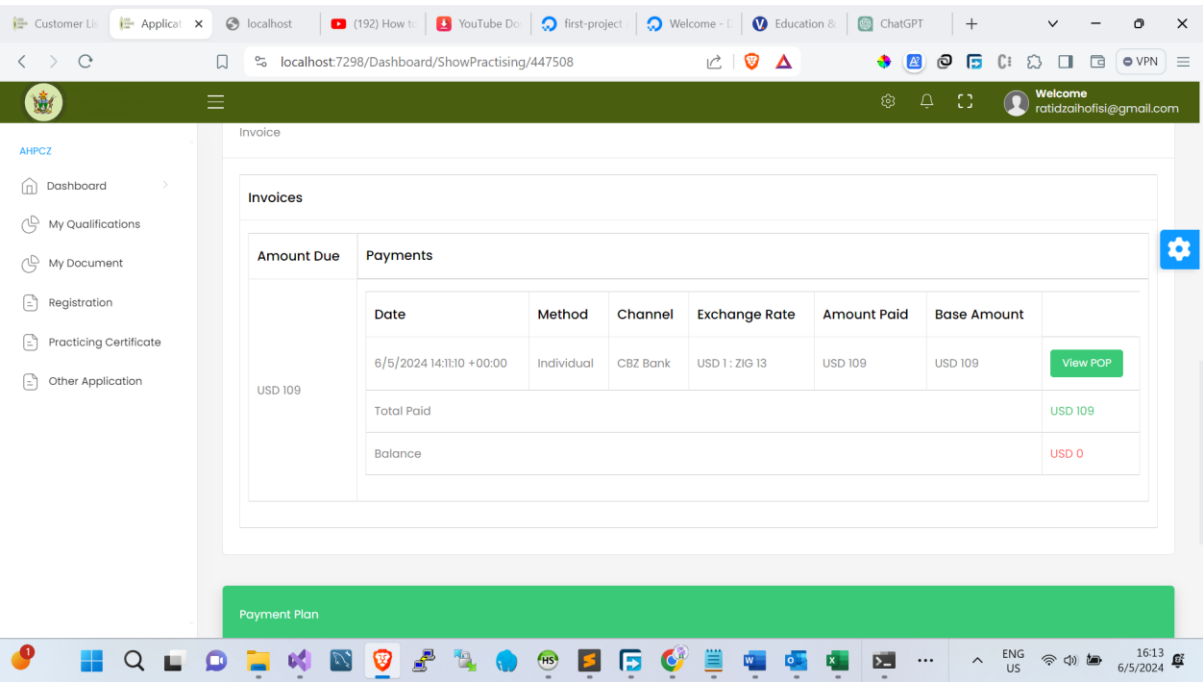 Customer Lis
Applicat
localhost
(192) How to
YouTube Do
first-project
Welcome - D
Education &
ChatGPT
localhost:7298/Dashboard/ShowPractising/447508
VPN
Welcome
ratidzaihofisi@gmail.com
AHPCZ
Dashboard
My Qualifications
My Document
Registration
Practicing Certificate
Other Application
Invoice
Invoices
Amount Due Payments
Date Method Channel Exchange Rate Amount Paid Base Amount
6/5/2024 14:11:10 +00:00 Individual CBZ Bank USD 1 : ZIG 13 USD 109 USD 109 View POP
USD 109
Total Paid USD 109
Balance USD 0
Payment Plan
1
HS
ENG
US
16:13
6/5/2024